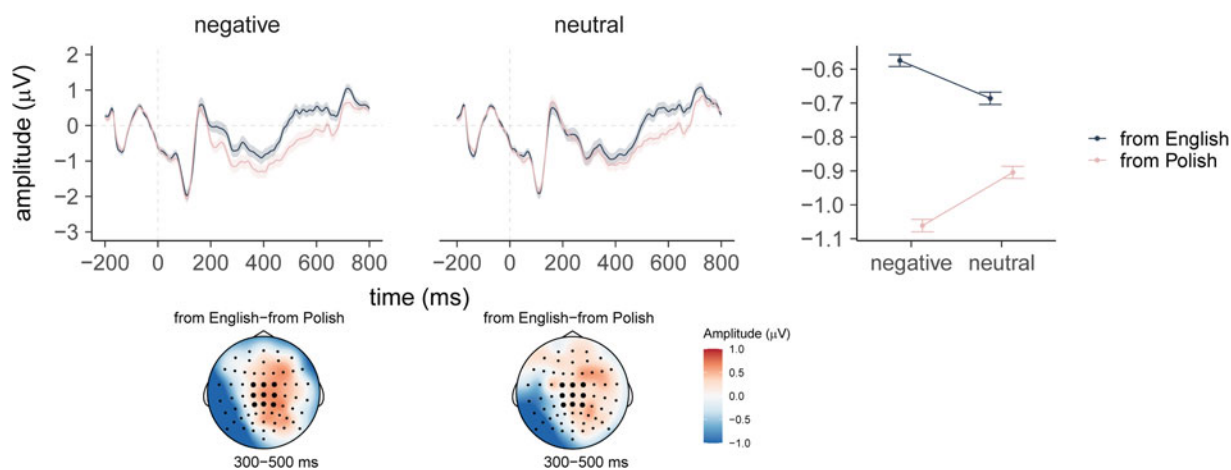 negative
neutral
amplitude (μV)
2
1
0
−1
−2
−3
−200 0 200 400 600 800
−200 0 200 400 600 800
time (ms)
−0.6
−0.7
−0.8
−0.9
−1.0
−1.1
negative neutral
from English
from Polish
from English−from Polish
from English−from Polish
300−500 ms
300−500 ms
Amplitude (μV)
1.0
0.5
0.0
−0.5
−1.0